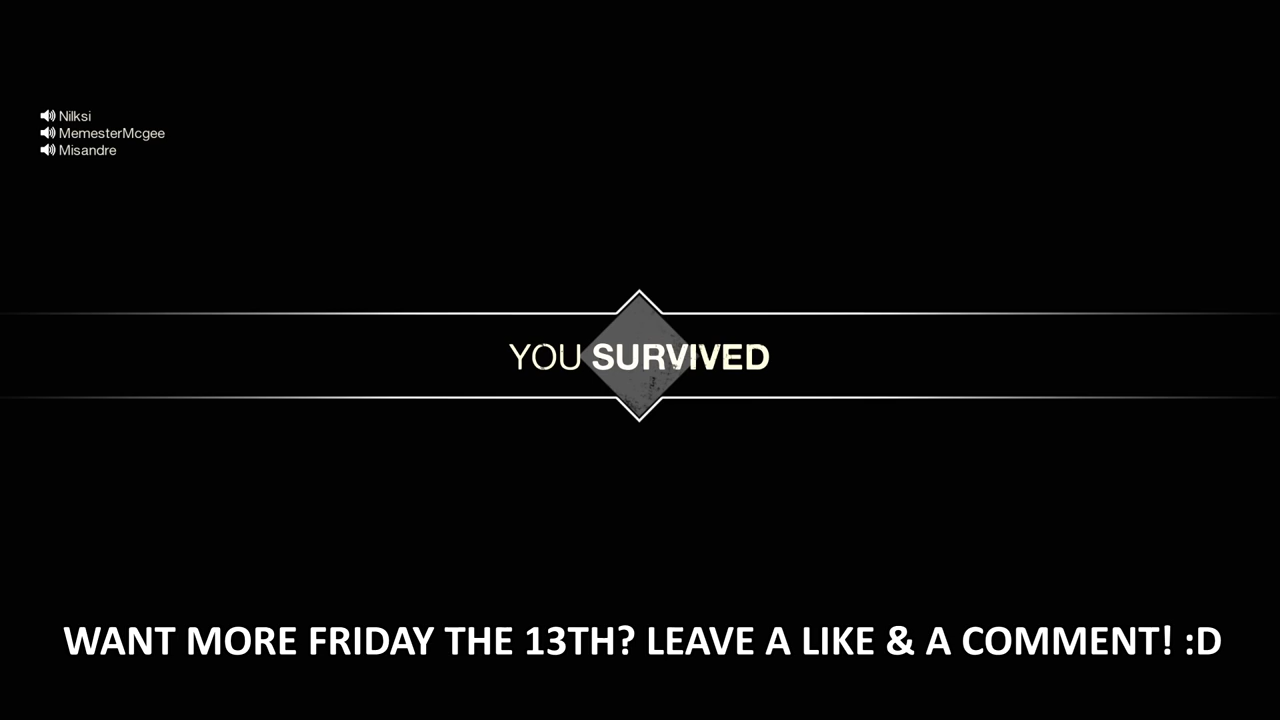 Nilksi
MemesterMcgee
Misandre
YOU SURVIVED
WANT MORE FRIDAY THE 13TH? LEAVE A LIKE & A COMMENT! :D